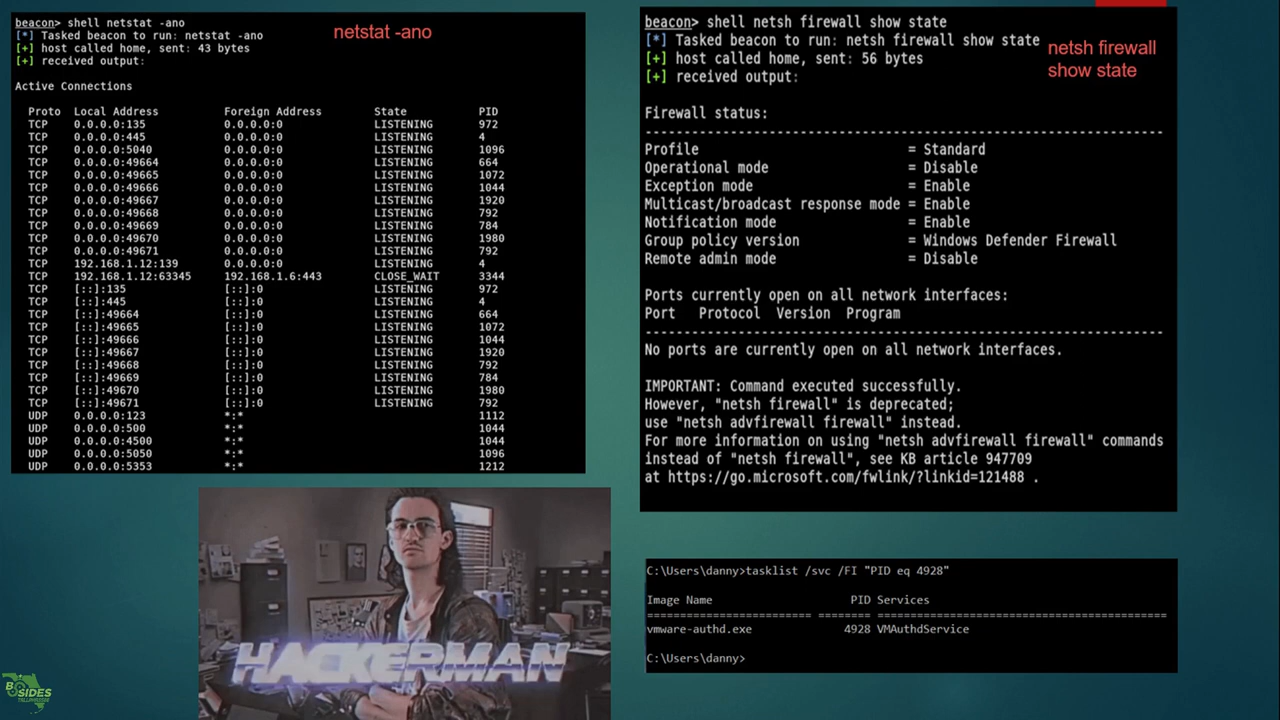 beacon> shell netstat -ano
[*] Tasked beacon to run: netstat -ano
[+] host called home, sent: 43 bytes
[+] received output:
Active Connections
Proto Local Address Foreign Address State PID
TCP 0.0.0.0:135 0.0.0.0:0 LISTENING 972
TCP 0.0.0.0:445 0.0.0.0:0 LISTENING 4
TCP 0.0.0.0:5040 0.0.0.0:0 LISTENING 1096
TCP 0.0.0.0:49664 0.0.0.0:0 LISTENING 664
TCP 0.0.0.0:49665 0.0.0.0:0 LISTENING 1072
TCP 0.0.0.0:49666 0.0.0.0:0 LISTENING 1044
TCP 0.0.0.0:49667 0.0.0.0:0 LISTENING 1920
TCP 0.0.0.0:49668 0.0.0.0:0 LISTENING 792
TCP 0.0.0.0:49669 0.0.0.0:0 LISTENING 784
TCP 0.0.0.0:49670 0.0.0.0:0 LISTENING 1980
TCP 0.0.0.0:49671 0.0.0.0:0 LISTENING 792
TCP 192.168.1.12:139 0.0.0.0:0 LISTENING 4
TCP 192.168.1.12:63345 192.168.1.6:443 CLOSE_WAIT 3344
TCP [::]:135 [::]:0 LISTENING 972
TCP [::]:445 [::]:0 LISTENING 4
TCP [::]:49664 [::]:0 LISTENING 664
TCP [::]:49665 [::]:0 LISTENING 1072
TCP [::]:49666 [::]:0 LISTENING 1044
TCP [::]:49667 [::]:0 LISTENING 1920
TCP [::]:49668 [::]:0 LISTENING 792
TCP [::]:49669 [::]:0 LISTENING 784
TCP [::]:49670 [::]:0 LISTENING 1980
TCP [::]:49671 [::]:0 LISTENING 792
UDP 0.0.0.0:123 *:* 1112
UDP 0.0.0.0:500 *:* 1044
UDP 0.0.0.0:4500 *:* 1044
UDP 0.0.0.0:5050 *:* 1096
UDP 0.0.0.0:5353 *:* 1212
netstat -ano
beacon> shell netsh firewall show state
[*] Tasked beacon to run: netsh firewall show state
[+] host called home, sent: 56 bytes
[+] received output:
netsh firewall
show state
Firewall status:
-------------------------------------------------------------------
Profile = Standard
Operational mode = Disable
Exception mode = Enable
Multicast/broadcast response mode = Enable
Notification mode = Enable
Group policy version = Windows Defender Firewall
Remote admin mode = Disable
Ports currently open on all network interfaces:
Port Protocol Version Program
-------------------------------------------------------------------
No ports are currently open on all network interfaces.
IMPORTANT: Command executed successfully.
However, "netsh firewall" is deprecated;
use "netsh advfirewall firewall" instead.
For more information on using "netsh advfirewall firewall" commands
instead of "netsh firewall", see KB article 947709
at https://go.microsoft.com/fwlink/?linkid=121488 .
HACKERMAN
C:\Users\danny>tasklist /svc /FI "PID eq 4928"
Image Name PID Services
========================= ======== ============================================
vmware-authd.exe 4928 VMAuthdService
C:\Users\danny>
BSIDES
TALLAHASSEE